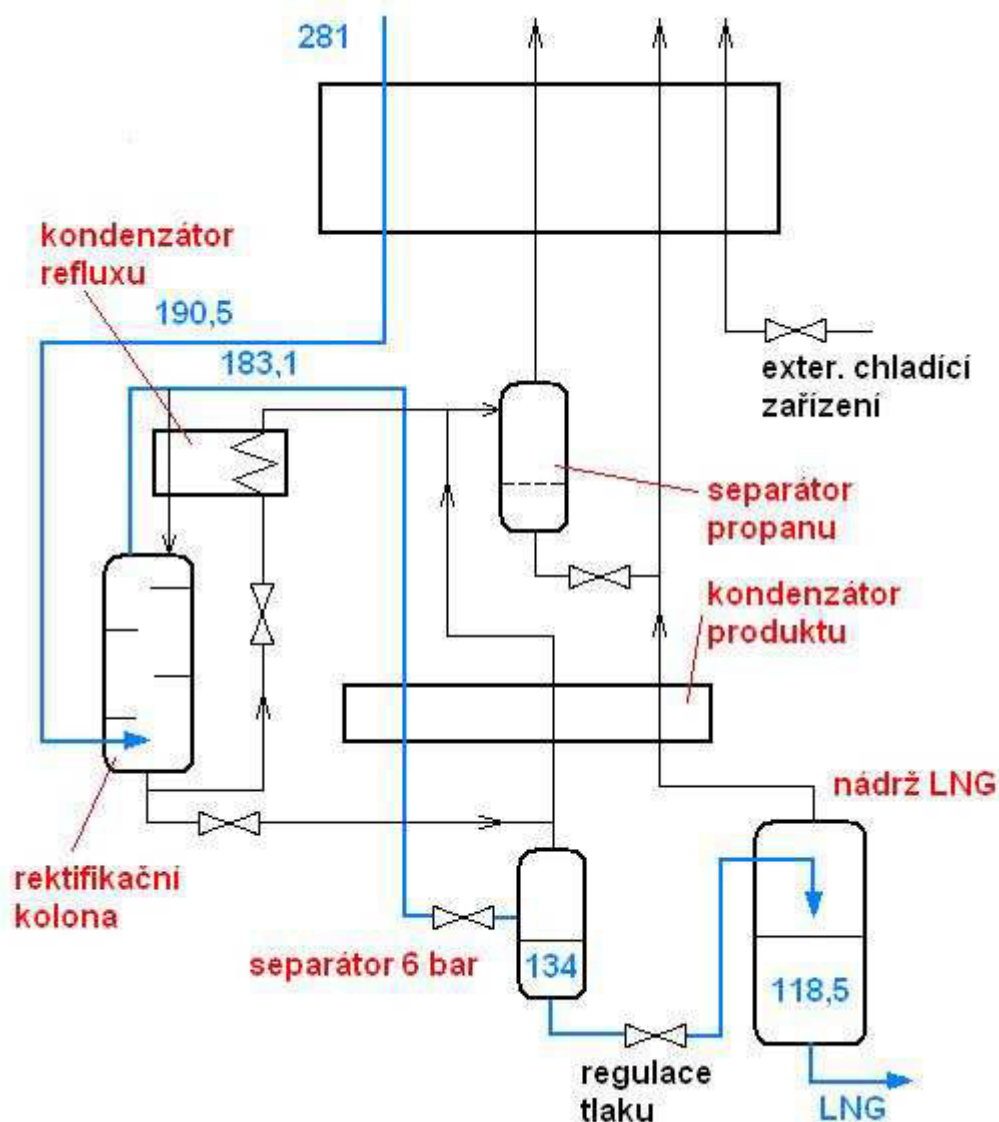 281
kondenzátor
refluxu
190,5
183,1
exter. chladící
zařízení
separátor
propanu
kondenzátor
produktu
nádrž LNG
rektifikační
kolona
separátor 6 bar
134
118,5
regulace
tlaku
LNG